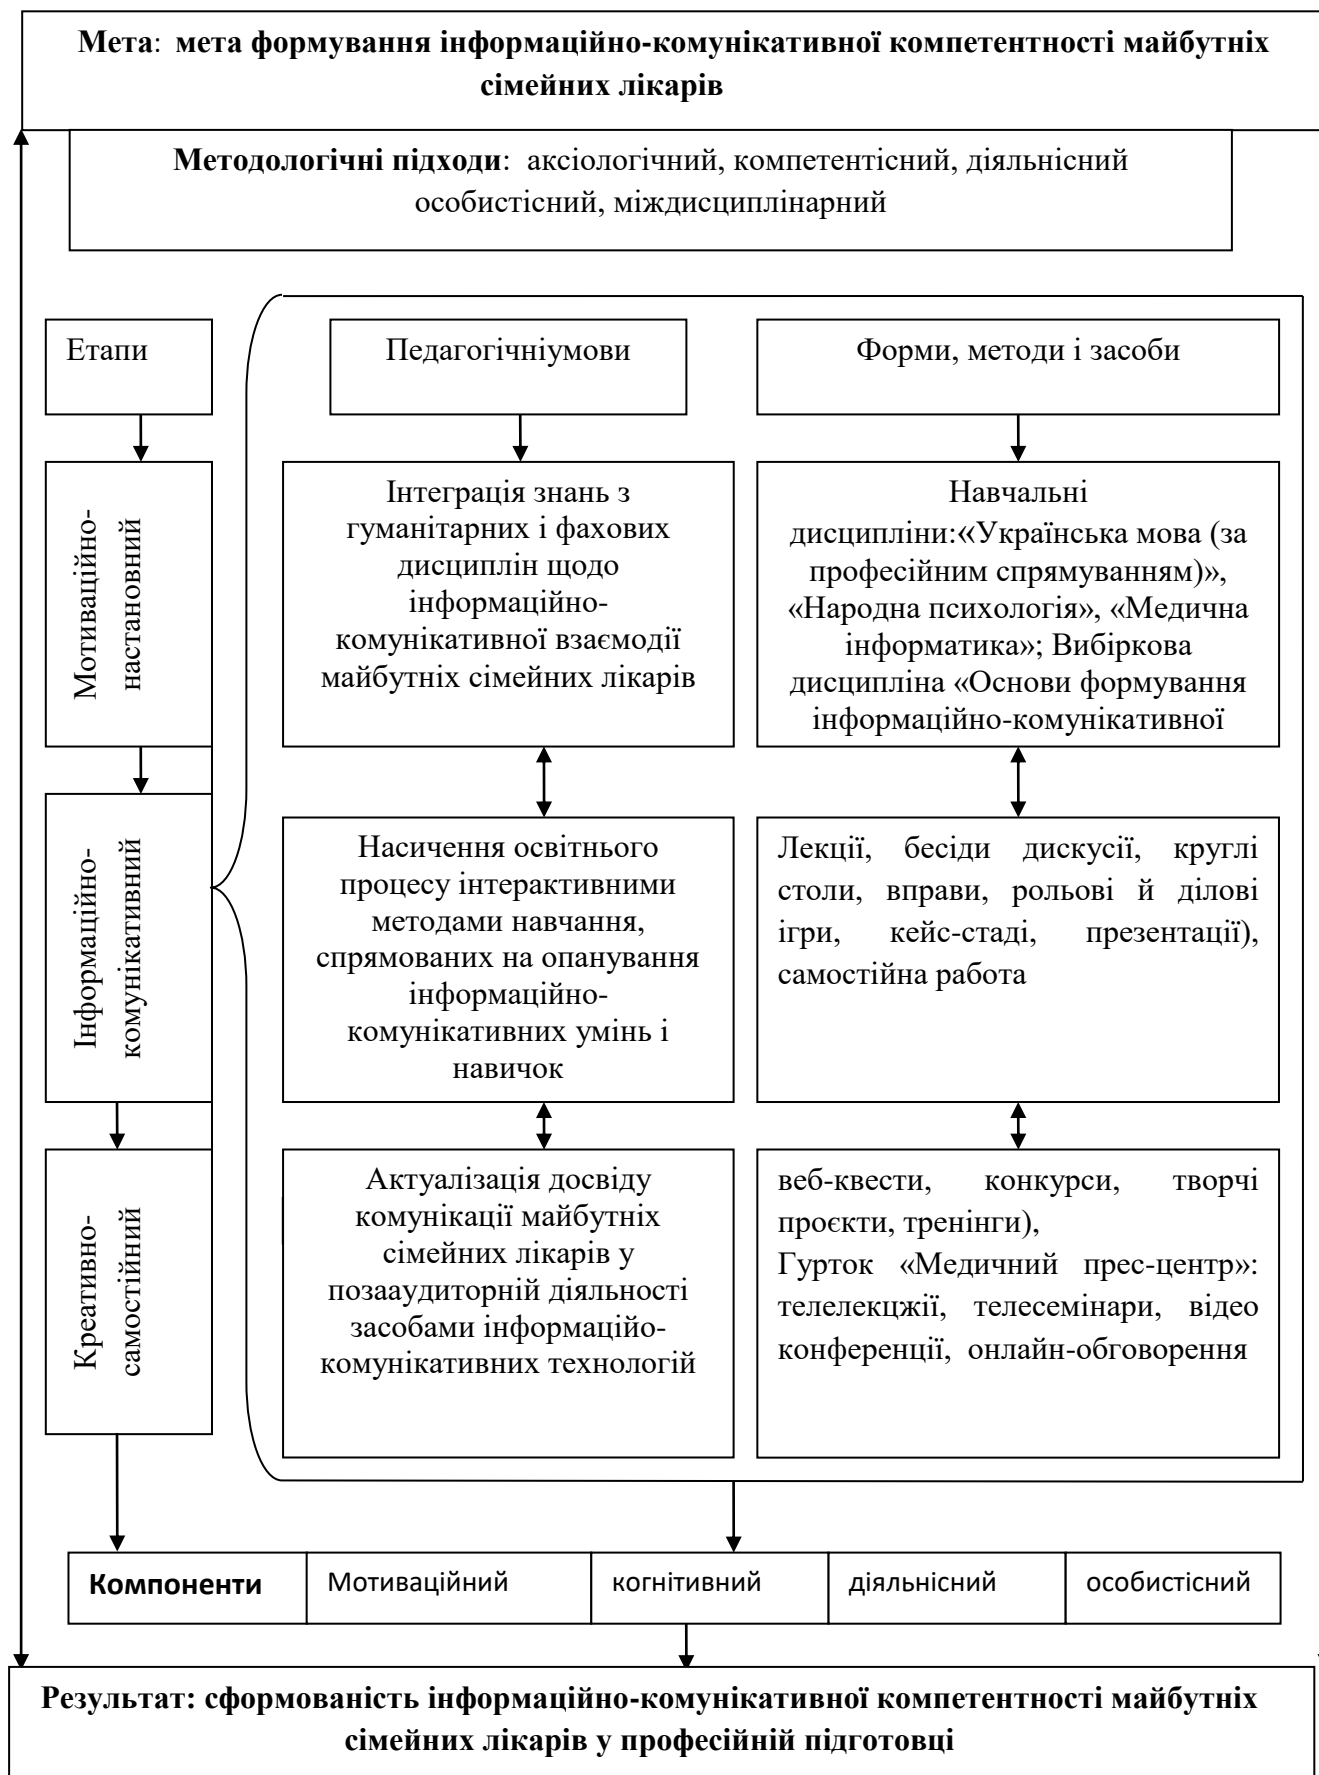 Мета:  мета формування інформаційно-комунікативної компетентності майбутніх
сімейних лікарів
Методологічні підходи:  аксіологічний, компетентісний, діяльнісний
особистісний, міждисциплінарний
Етапи
Педагогічніумови
Форми, методи і засоби
Мотиваційно-
настановний
Інтеграція знань з
гуманітарних і фахових
дисциплін щодо
інформаційно-
комунікативної взаємодії
майбутніх сімейних лікарів
Навчальні
дисципліни:«Українська мова (за
професійним спрямуванням)»,
«Народна психологія», «Медична
інформатика»; Вибіркова
дисципліна «Основи формування
інформаційно-комунікативної
Інформаційно-
комунікативний
Насичення освітнього
процесу інтерактивними
методами навчання,
спрямованих на опанування
інформаційно-
комунікативних умінь і
навичок
Лекції, бесіди дискусії, круглі
столи, вправи, рольові й ділові
ігри, кейс-стаді, презентації),
самостійна работа
Креативно-
самостійний
Актуалізація досвіду
комунікації майбутніх
сімейних лікарів у
позааудиторній діяльності
засобами інформаційо-
комунікативних технологій
веб-квести, конкурси, творчі
проєкти, тренінги),
Гурток «Медичний прес-центр»:
телелекцжії, телесемінари, відео
конференції,  онлайн-обговорення
Компоненти
Мотиваційний
когнітивний
діяльнісний
особистісний
Результат: сформованість інформаційно-комунікативної компетентності майбутніх
сімейних лікарів у професійній підготовці